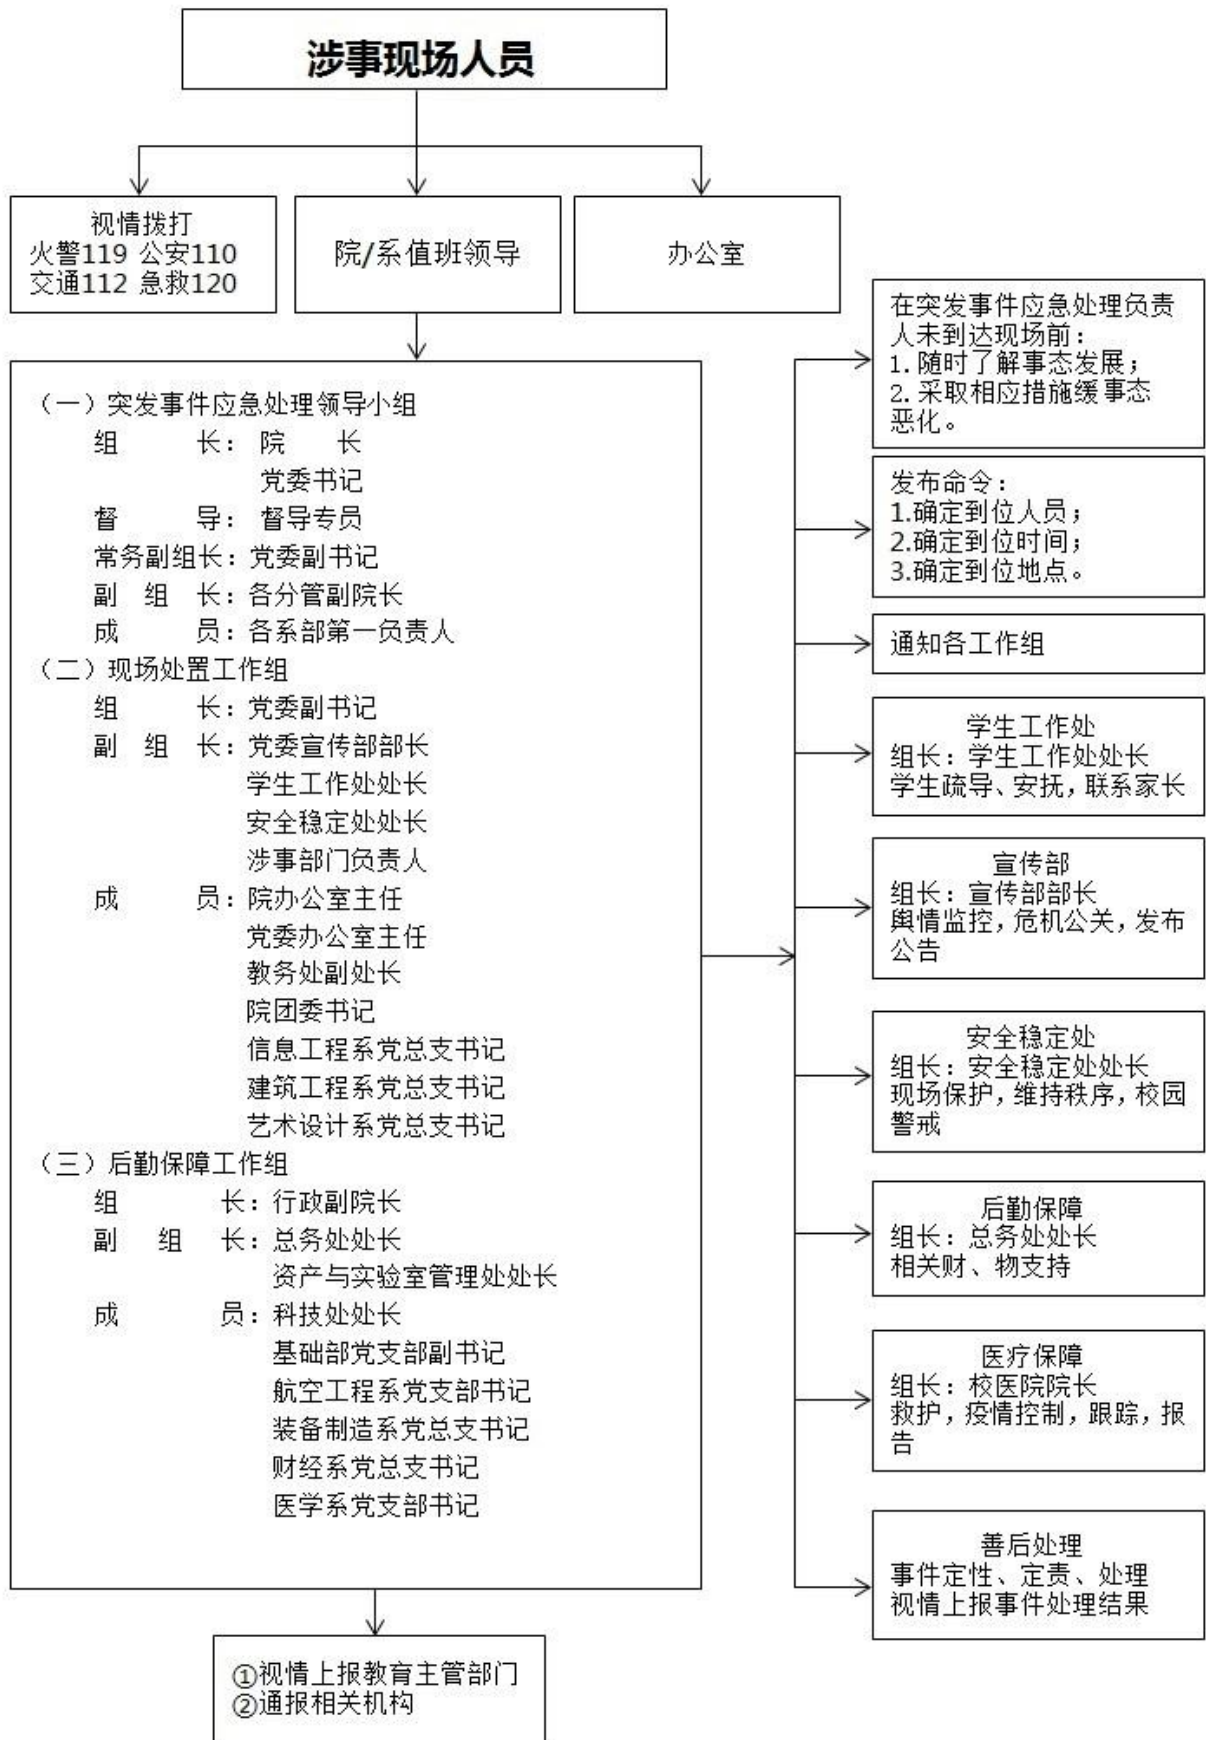 涉事现场人员
视情拨打
火警119 公安110
交通112 急救120
院/系值班领导
办公室
（一）突发事件应急处理领导小组
组 长：院 长
党委书记
督 导：督导专员
常务副组长：党委副书记
副 组 长：各分管副院长
成 员：各系部第一负责人
（二）现场处置工作组
组 长：党委副书记
副 组 长：党委宣传部部长
学生工作处处长
安全稳定处处长
涉事部门负责人
成 员：院办公室主任
党委办公室主任
教务处副处长
院团委书记
信息工程系党总支书记
建筑工程系党总支书记
艺术设计系党总支书记
（三）后勤保障工作组
组 长：行政副院长
副 组 长：总务处处长
资产与实验室管理处处长
成 员：科技处处长
基础部党支部副书记
航空工程系党支部书记
装备制造系党总支书记
财经系党总支书记
医学系党支部书记
在突发事件应急处理负责
人未到达现场前：
1. 随时了解事态发展；
2. 采取相应措施缓事态
恶化。
发布命令：
1.确定到位人员；
2.确定到位时间；
3.确定到位地点。
通知各工作组
学生工作处
组长：学生工作处处长
学生疏导、安抚，联系家长
宣传部
组长：宣传部部长
舆情监控，危机公关，发布
公告
安全稳定处
组长：安全稳定处处长
现场保护，维持秩序，校园
警戒
后勤保障
组长：总务处处长
相关财、物支持
医疗保障
组长：校医院院长
救护，疫情控制，跟踪，报
告
善后处理
事件定性、定责、处理
视情上报事件处理结果
①视情上报教育主管部门
②通报相关机构